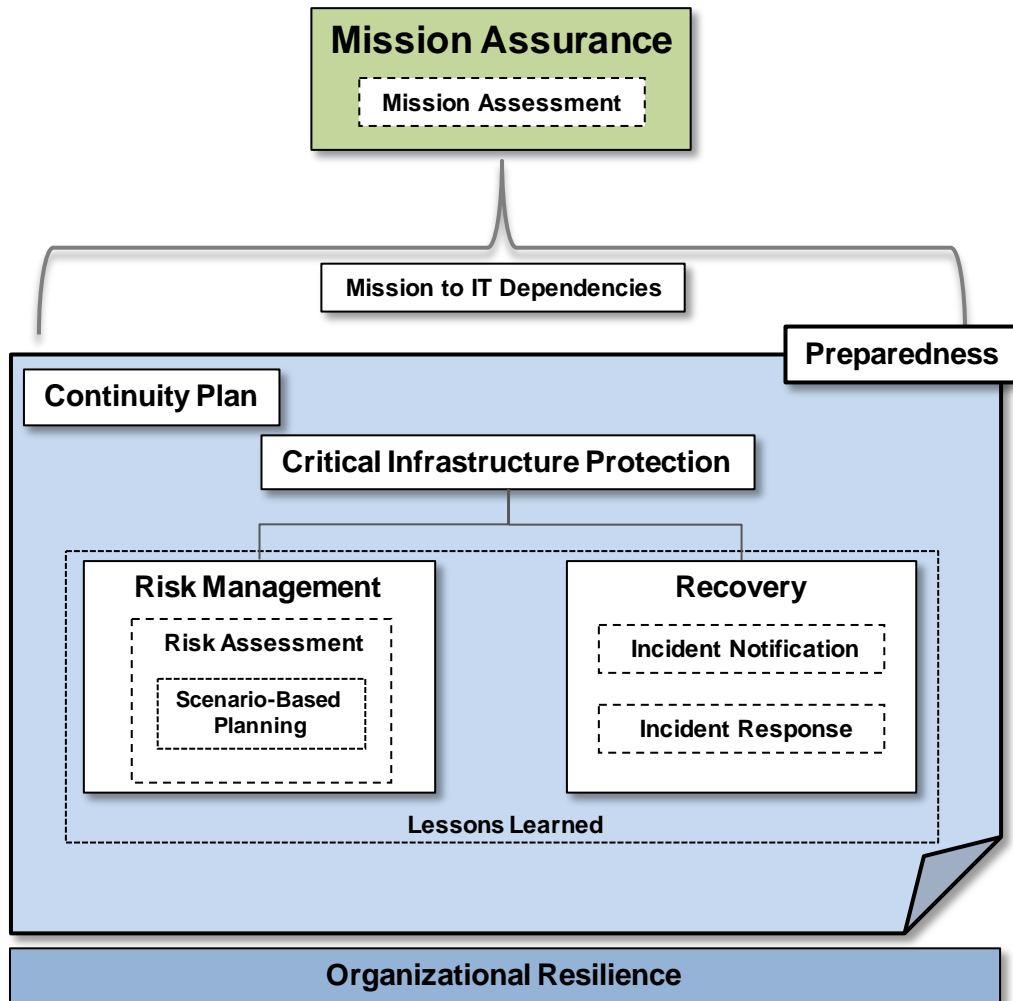 Mission Assurance
Mission Assessment
Mission to IT Dependencies
Preparedness
Continuity Plan
Critical Infrastructure Protection
Risk Management
Risk Assessment
Scenario-Based
Planning
Recovery
Incident Notification
Incident Response
Lessons Learned
Organizational Resilience